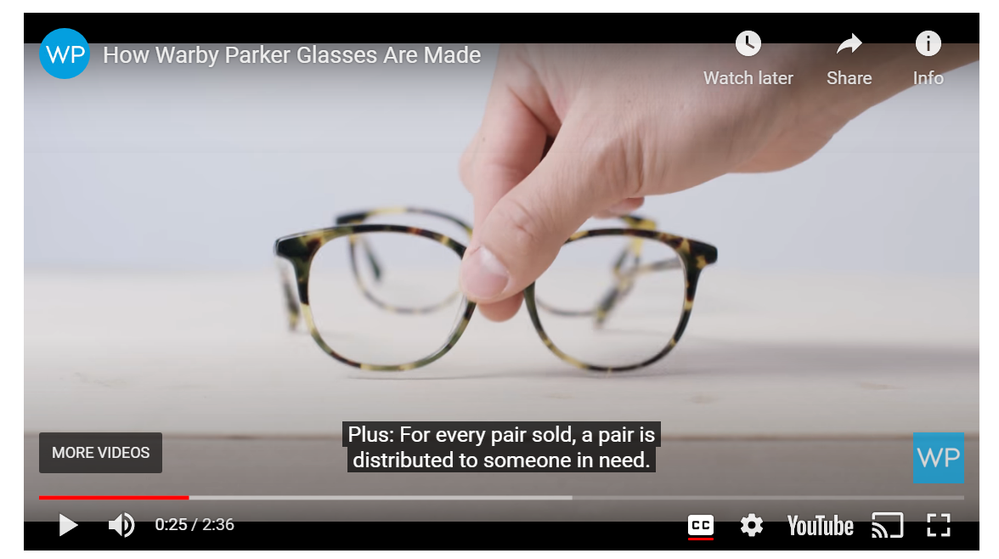 WP
How Warby Parker Glasses Are Made
Watch later
Share
Info
Plus: For every pair sold, a pair is
distributed to someone in need.
MORE VIDEOS
WP
0:25 / 2:36
CC
YouTube